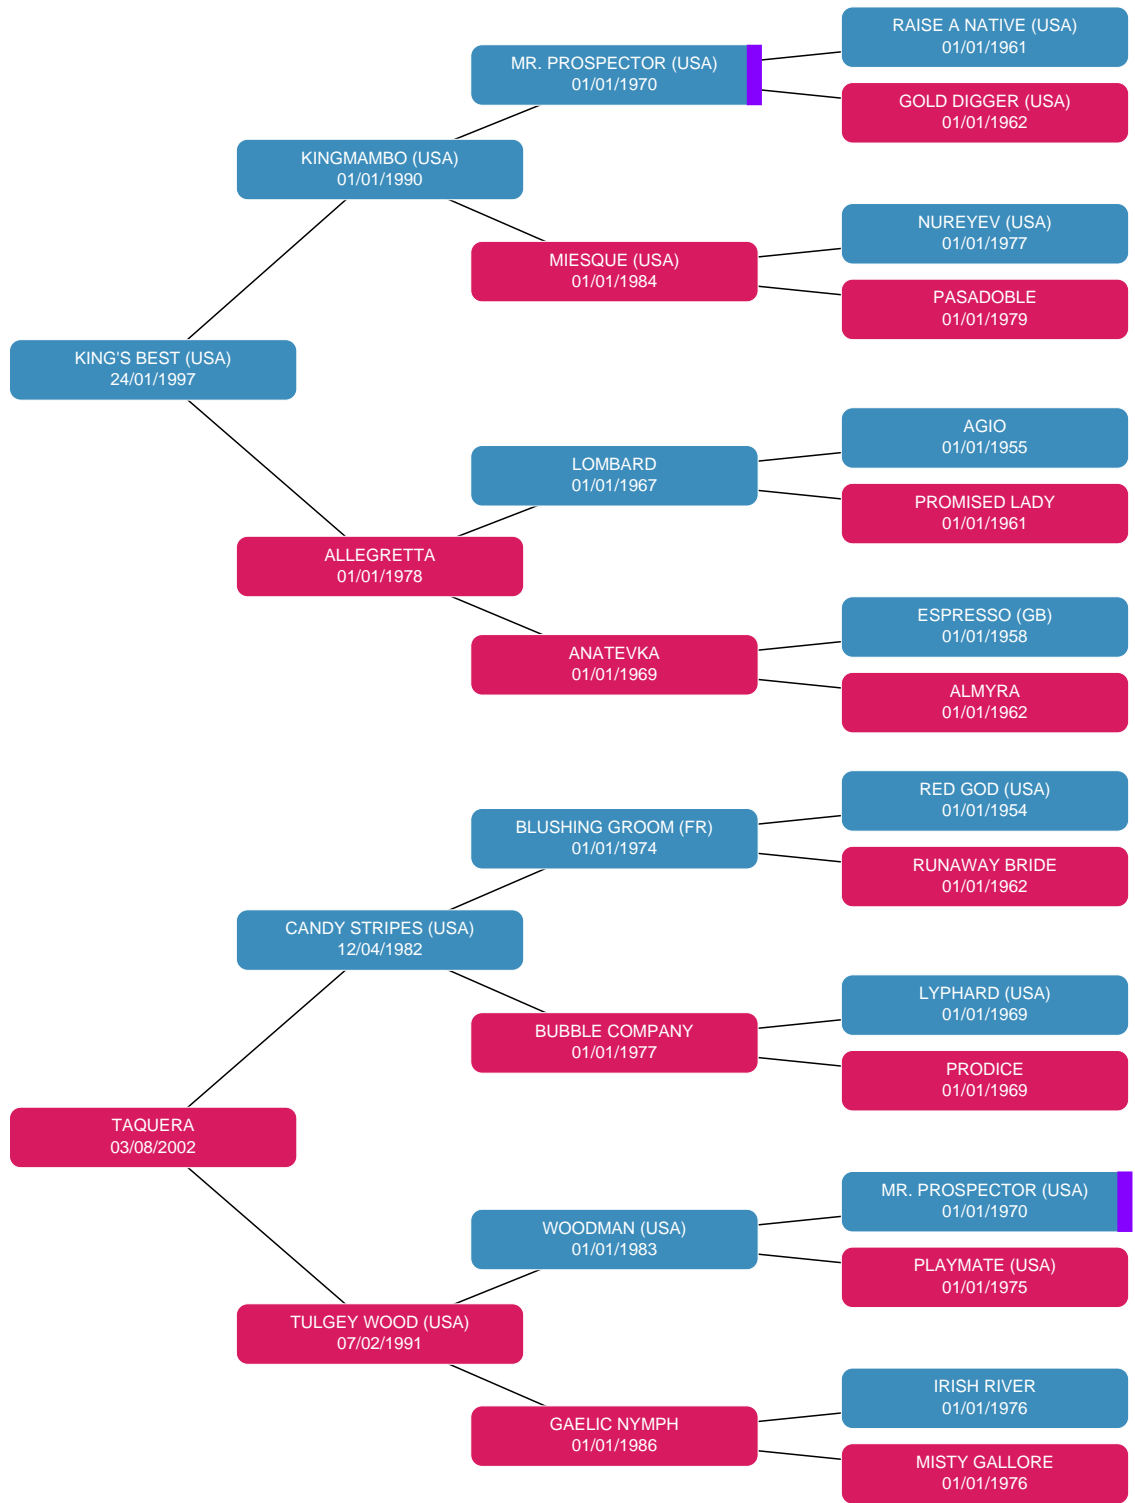 RAISE A NATIVE (USA)
01/01/1961
MR. PROSPECTOR (USA)
01/01/1970
GOLD DIGGER (USA)
01/01/1962
KINGMAMBO (USA)
01/01/1990
NUREYEV (USA)
01/01/1977
MIESQUE (USA)
01/01/1984
PASADOBLE
01/01/1979
KING'S BEST (USA)
24/01/1997
AGIO
01/01/1955
LOMBARD
01/01/1967
PROMISED LADY
01/01/1961
ALLEGRETTA
01/01/1978
ESPRESSO (GB)
01/01/1958
ANATEVKA
01/01/1969
ALMYRA
01/01/1962
RED GOD (USA)
01/01/1954
BLUSHING GROOM (FR)
01/01/1974
RUNAWAY BRIDE
01/01/1962
CANDY STRIPES (USA)
12/04/1982
LYPHARD (USA)
01/01/1969
BUBBLE COMPANY
01/01/1977
PRODICE
01/01/1969
TAQUERA
03/08/2002
MR. PROSPECTOR (USA)
01/01/1970
WOODMAN (USA)
01/01/1983
PLAYMATE (USA)
01/01/1975
TULGEY WOOD (USA)
07/02/1991
IRISH RIVER
01/01/1976
GAELIC NYMPH
01/01/1986
MISTY GALLORE
01/01/1976